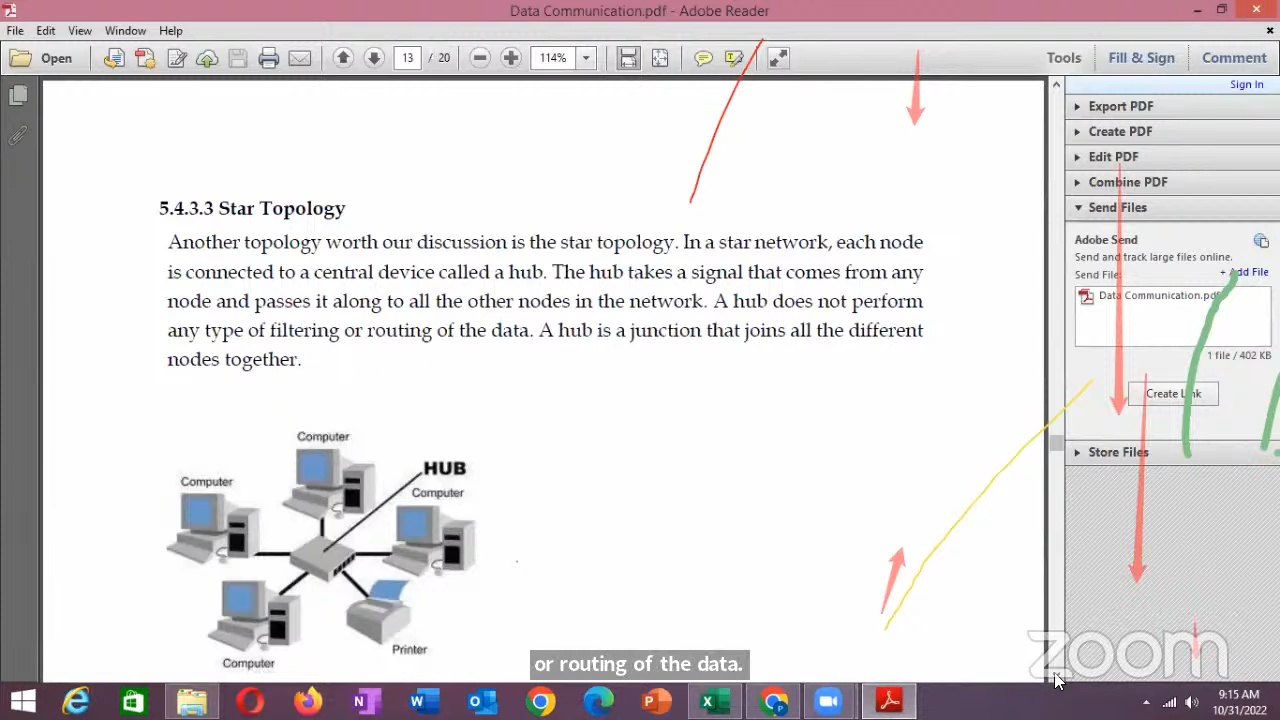 Data Communication.pdf - Adobe Reader
File Edit View Window Help
Open 13 / 20 114% Tools Fill & Sign Comment
Sign In
Export PDF
Create PDF
Edit PDF
Combine PDF
Send Files
Adobe Send
Send and track large files online.
Send File: + Add File
Data Communication.pdf
1 file / 402 KB
Create Link
Store Files
5.4.3.3 Star Topology
Another topology worth our discussion is the star topology. In a star network, each node
is connected to a central device called a hub. The hub takes a signal that comes from any
node and passes it along to all the other nodes in the network. A hub does not perform
any type of filtering or routing of the data. A hub is a junction that joins all the different
nodes together.
Computer
HUB
Computer
Computer
Computer
Printer
or routing of the data.
zoom
9:15 AM
10/31/2022